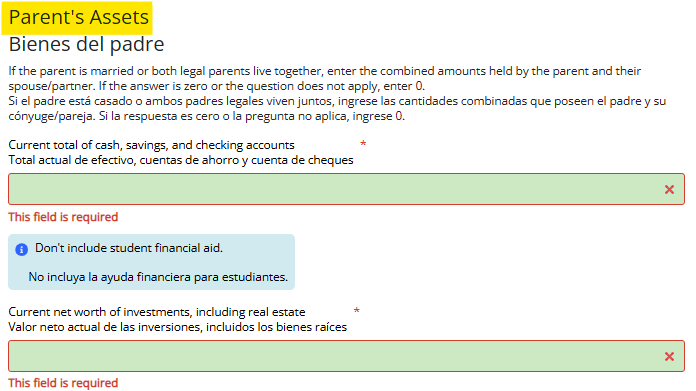 Parent's Assets
Bienes del padre
If the parent is married or both legal parents live together, enter the combined amounts held by the parent and their
spouse/partner. If the answer is zero or the question does not apply, enter 0.
Si el padre está casado o ambos padres legales viven juntos, ingrese las cantidades combinadas que poseen el padre y su
cónyuge/pareja. Si la respuesta es cero o la pregunta no aplica, ingrese 0.
Current total of cash, savings, and checking accounts *
Total actual de efectivo, cuentas de ahorro y cuenta de cheques
This field is required
Don't include student financial aid.
No incluya la ayuda financiera para estudiantes.
Current net worth of investments, including real estate *
Valor neto actual de las inversiones, incluidos los bienes raíces
This field is required